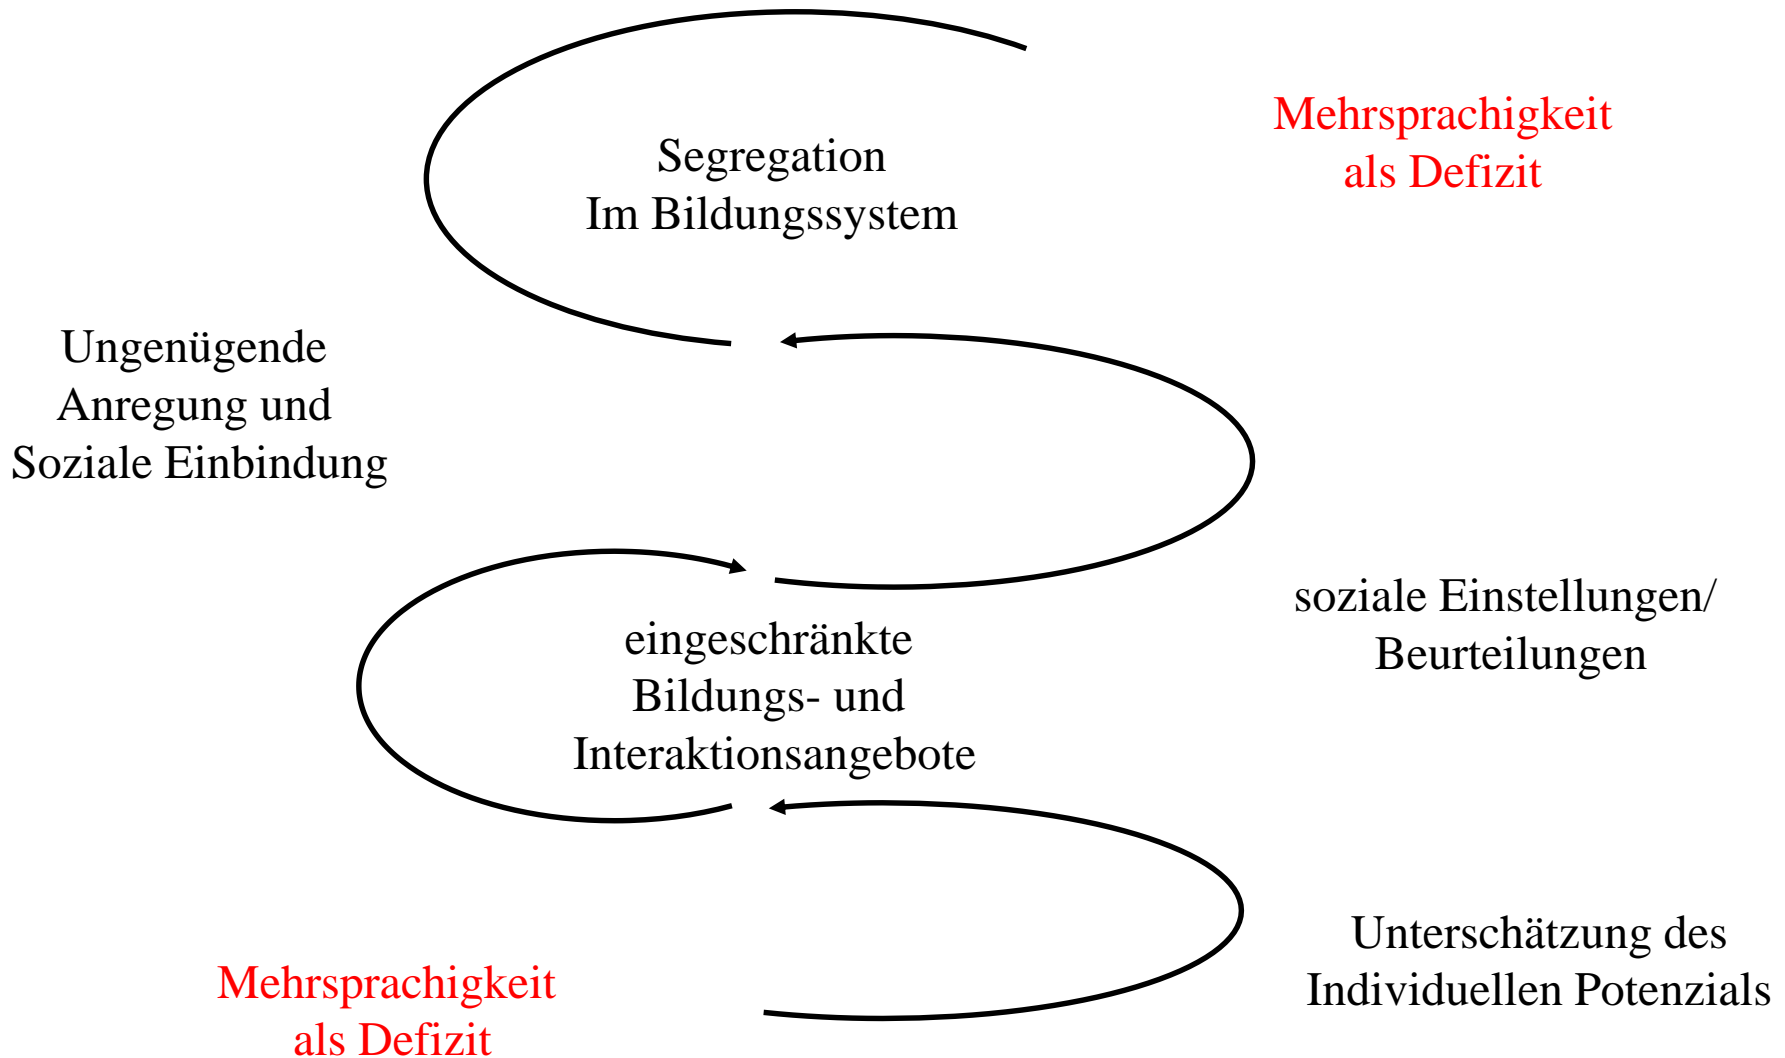 Mehrsprachigkeit
als Defizit
Segregation
Im Bildungssystem
Ungenügende
Anregung und
Soziale Einbindung
soziale Einstellungen/
Beurteilungen
eingeschränkte
Bildungs- und
Interaktionsangebote
Unterschätzung des
Individuellen Potenzials
Mehrsprachigkeit
als Defizit